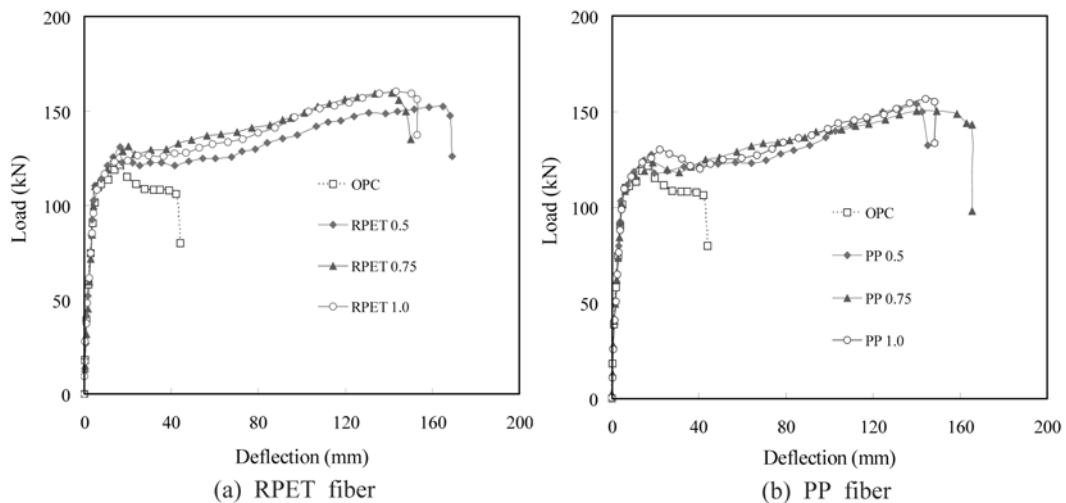 200
150
100
50
0
Load (kN)
OPC
RPET 0.5
RPET 0.75
RPET 1.0
0 40 80 120 160 200
Deflection (mm)
(a) RPET fiber
200
150
100
50
0
Load (kN)
OPC
PP 0.5
PP 0.75
PP 1.0
0 40 80 120 160 200
Deflection (mm)
(b) PP fiber